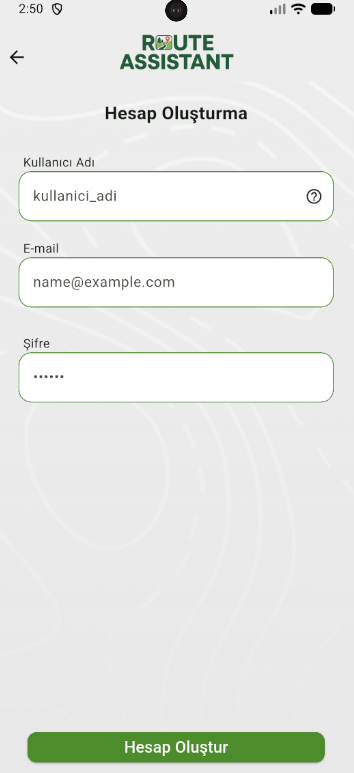 2:50
ROUTE
ASSISTANT
Hesap Oluşturma
Kullanıcı Adı
kullanici_adi
E-mail
name@example.com
Şifre
••••••
Hesap Oluştur